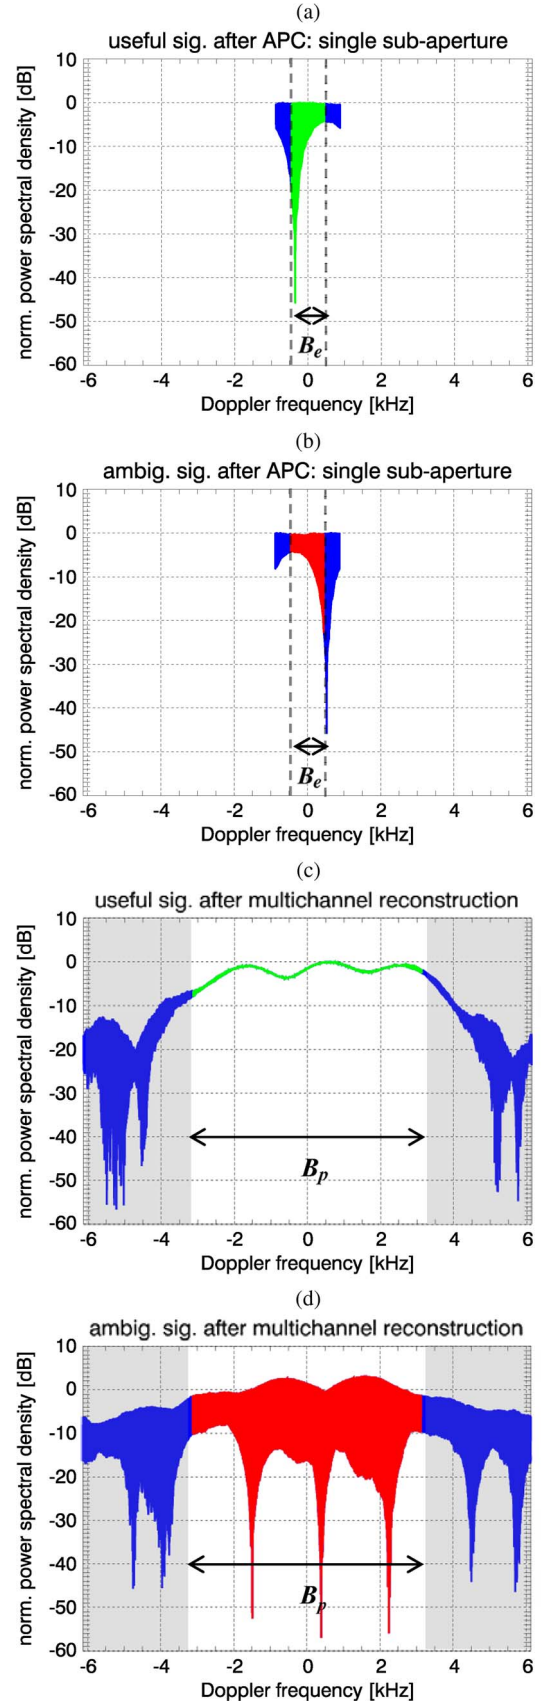 (a)
useful sig. after APC: single sub-aperture
norm. power spectral density [dB]
10
0
-10
-20
-30
-40
-50
-60
B_e
-6 -4 -2 0 2 4 6
Doppler frequency [kHz]
(b)
ambig. sig. after APC: single sub-aperture
norm. power spectral density [dB]
10
0
-10
-20
-30
-40
-50
-60
B_e
-6 -4 -2 0 2 4 6
Doppler frequency [kHz]
(c)
useful sig. after multichannel reconstruction
norm. power spectral density [dB]
10
0
-10
-20
-30
-40
-50
-60
B_p
-6 -4 -2 0 2 4 6
Doppler frequency [kHz]
(d)
ambig. sig. after multichannel reconstruction
norm. power spectral density [dB]
10
0
-10
-20
-30
-40
-50
-60
B_p
-6 -4 -2 0 2 4 6
Doppler frequency [kHz]